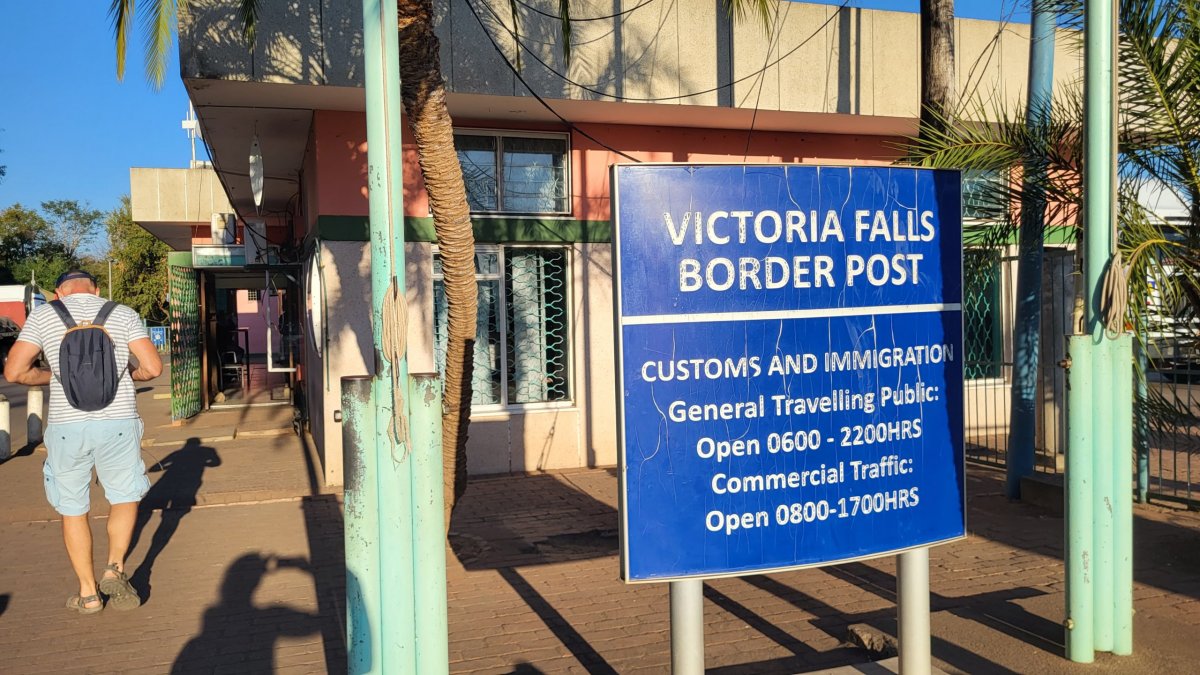 VICTORIA FALLS
BORDER POST
CUSTOMS AND IMMIGRATION
General Travelling Public:
Open 0600 - 2200HRS
Commercial Traffic:
Open 0800-1700HRS